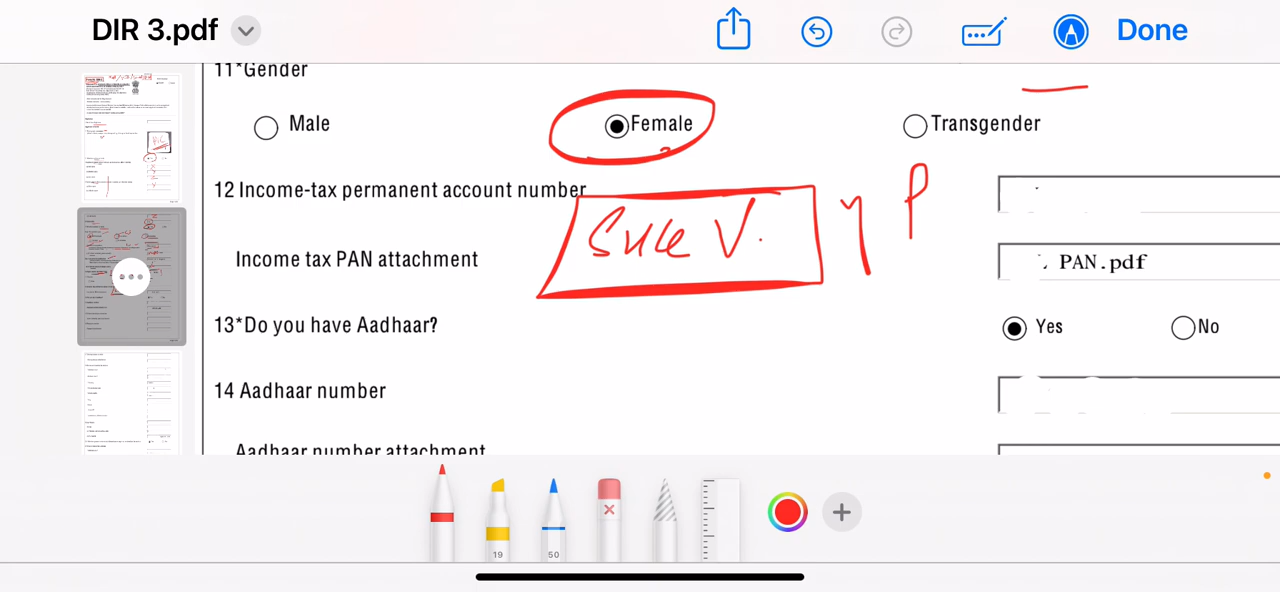 DIR 3.pdf
Done
11*Gender
Male Female Transgender
12 Income-tax permanent account number
Income tax PAN attachment
PAN.pdf
13*Do you have Aadhaar?
Yes No
14 Aadhaar number
Aadhaar number attachment
19 50